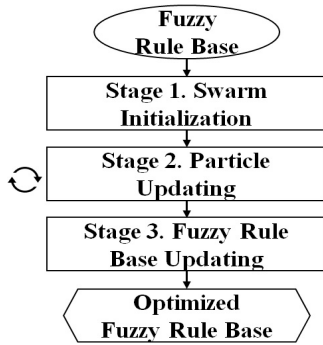 Fuzzy
Rule Base
Stage 1. Swarm
Initialization
Stage 2. Particle
Updating
Stage 3. Fuzzy Rule
Base Updating
Optimized
Fuzzy Rule Base